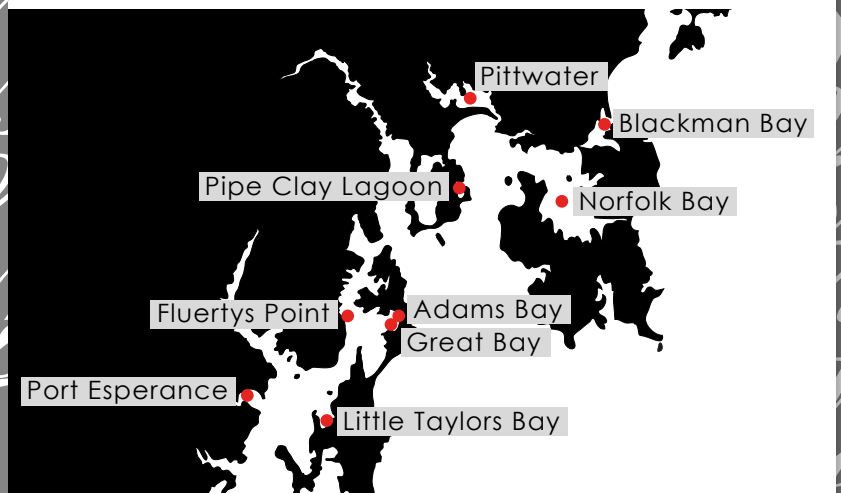 Pittwater
Blackman Bay
Pipe Clay Lagoon
Norfolk Bay
Fluertys Point
Adams Bay
Great Bay
Port Esperance
Little Taylors Bay